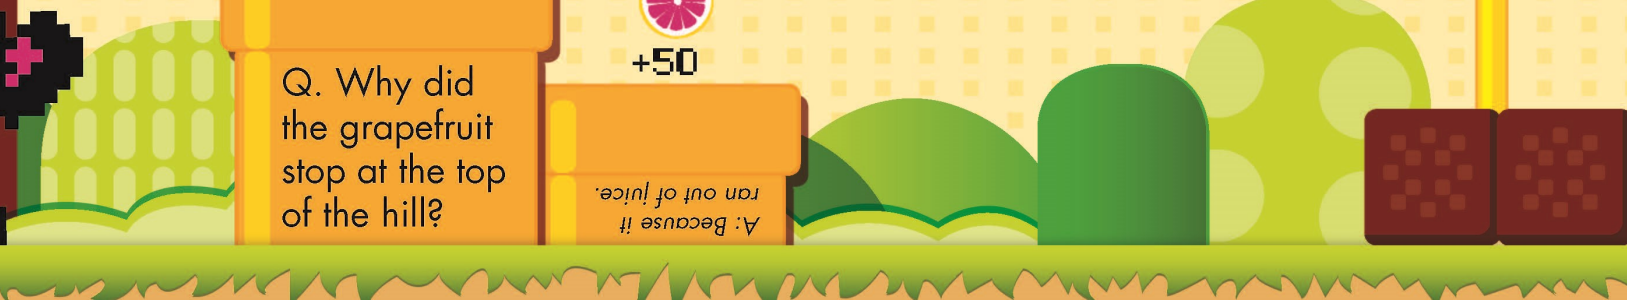 +50
Q. Why did
the grapefruit
stop at the top
of the hill?
A: Because it
ran out of juice.